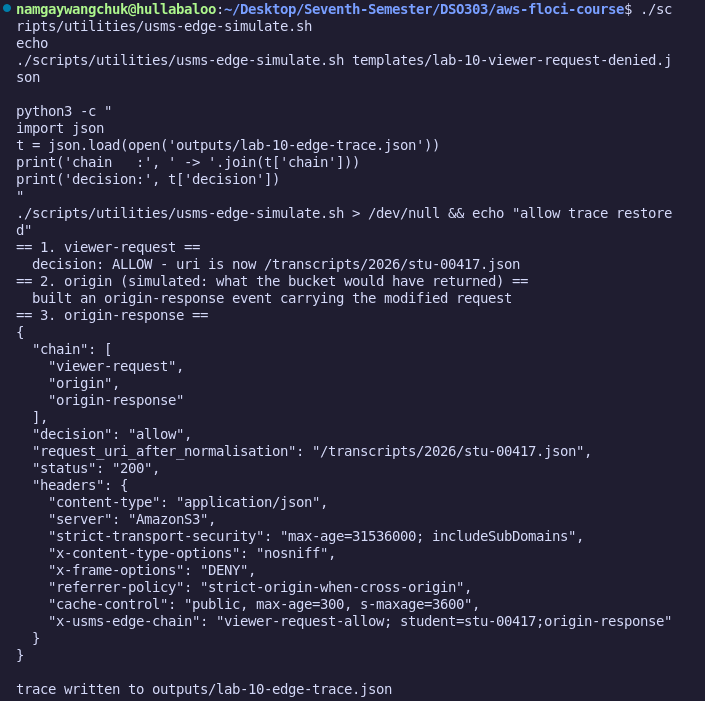 namgaywangchuk@hullabaloo:~/Desktop/Seventh-Semester/DSO303/aws-floci-course$ ./sc
ripts/utilities/usms-edge-simulate.sh
echo
./scripts/utilities/usms-edge-simulate.sh templates/lab-10-viewer-request-denied.j
son

python3 -c "
import json
t = json.load(open('outputs/lab-10-edge-trace.json'))
print('chain   :', ' -> '.join(t['chain']))
print('decision:', t['decision'])
"
./scripts/utilities/usms-edge-simulate.sh > /dev/null && echo "allow trace restore
d"
== 1. viewer-request ==
  decision: ALLOW - uri is now /transcripts/2026/stu-00417.json
== 2. origin (simulated: what the bucket would have returned) ==
  built an origin-response event carrying the modified request
== 3. origin-response ==
{
  "chain": [
    "viewer-request",
    "origin",
    "origin-response"
  ],
  "decision": "allow",
  "request_uri_after_normalisation": "/transcripts/2026/stu-00417.json",
  "status": "200",
  "headers": {
    "content-type": "application/json",
    "server": "AmazonS3",
    "strict-transport-security": "max-age=31536000; includeSubDomains",
    "x-content-type-options": "nosniff",
    "x-frame-options": "DENY",
    "referrer-policy": "strict-origin-when-cross-origin",
    "cache-control": "public, max-age=300, s-maxage=3600",
    "x-usms-edge-chain": "viewer-request-allow; student=stu-00417;origin-response"
  }
}

trace written to outputs/lab-10-edge-trace.json